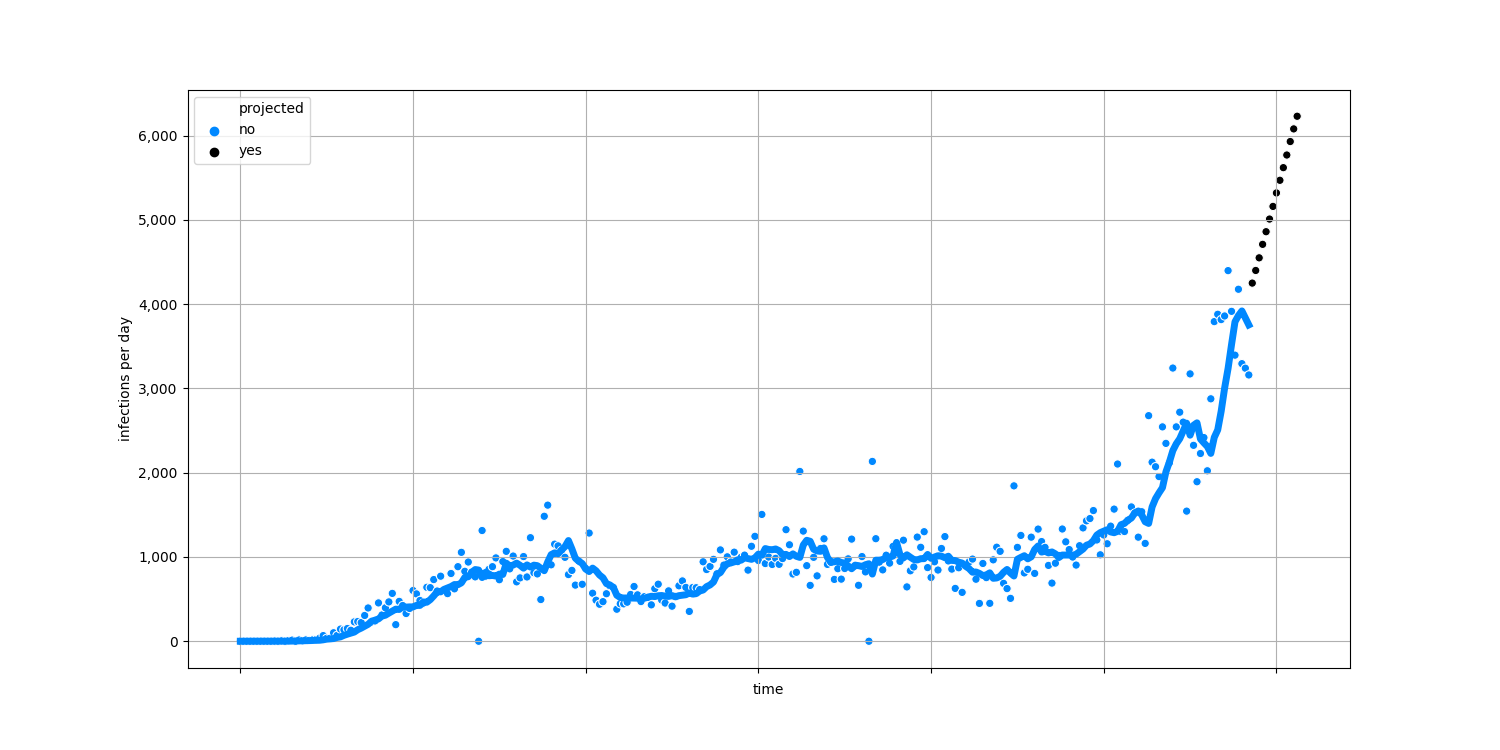 projected
no
yes
6,000
5,000
4,000
3,000
2,000
1,000
0
infections per day
time